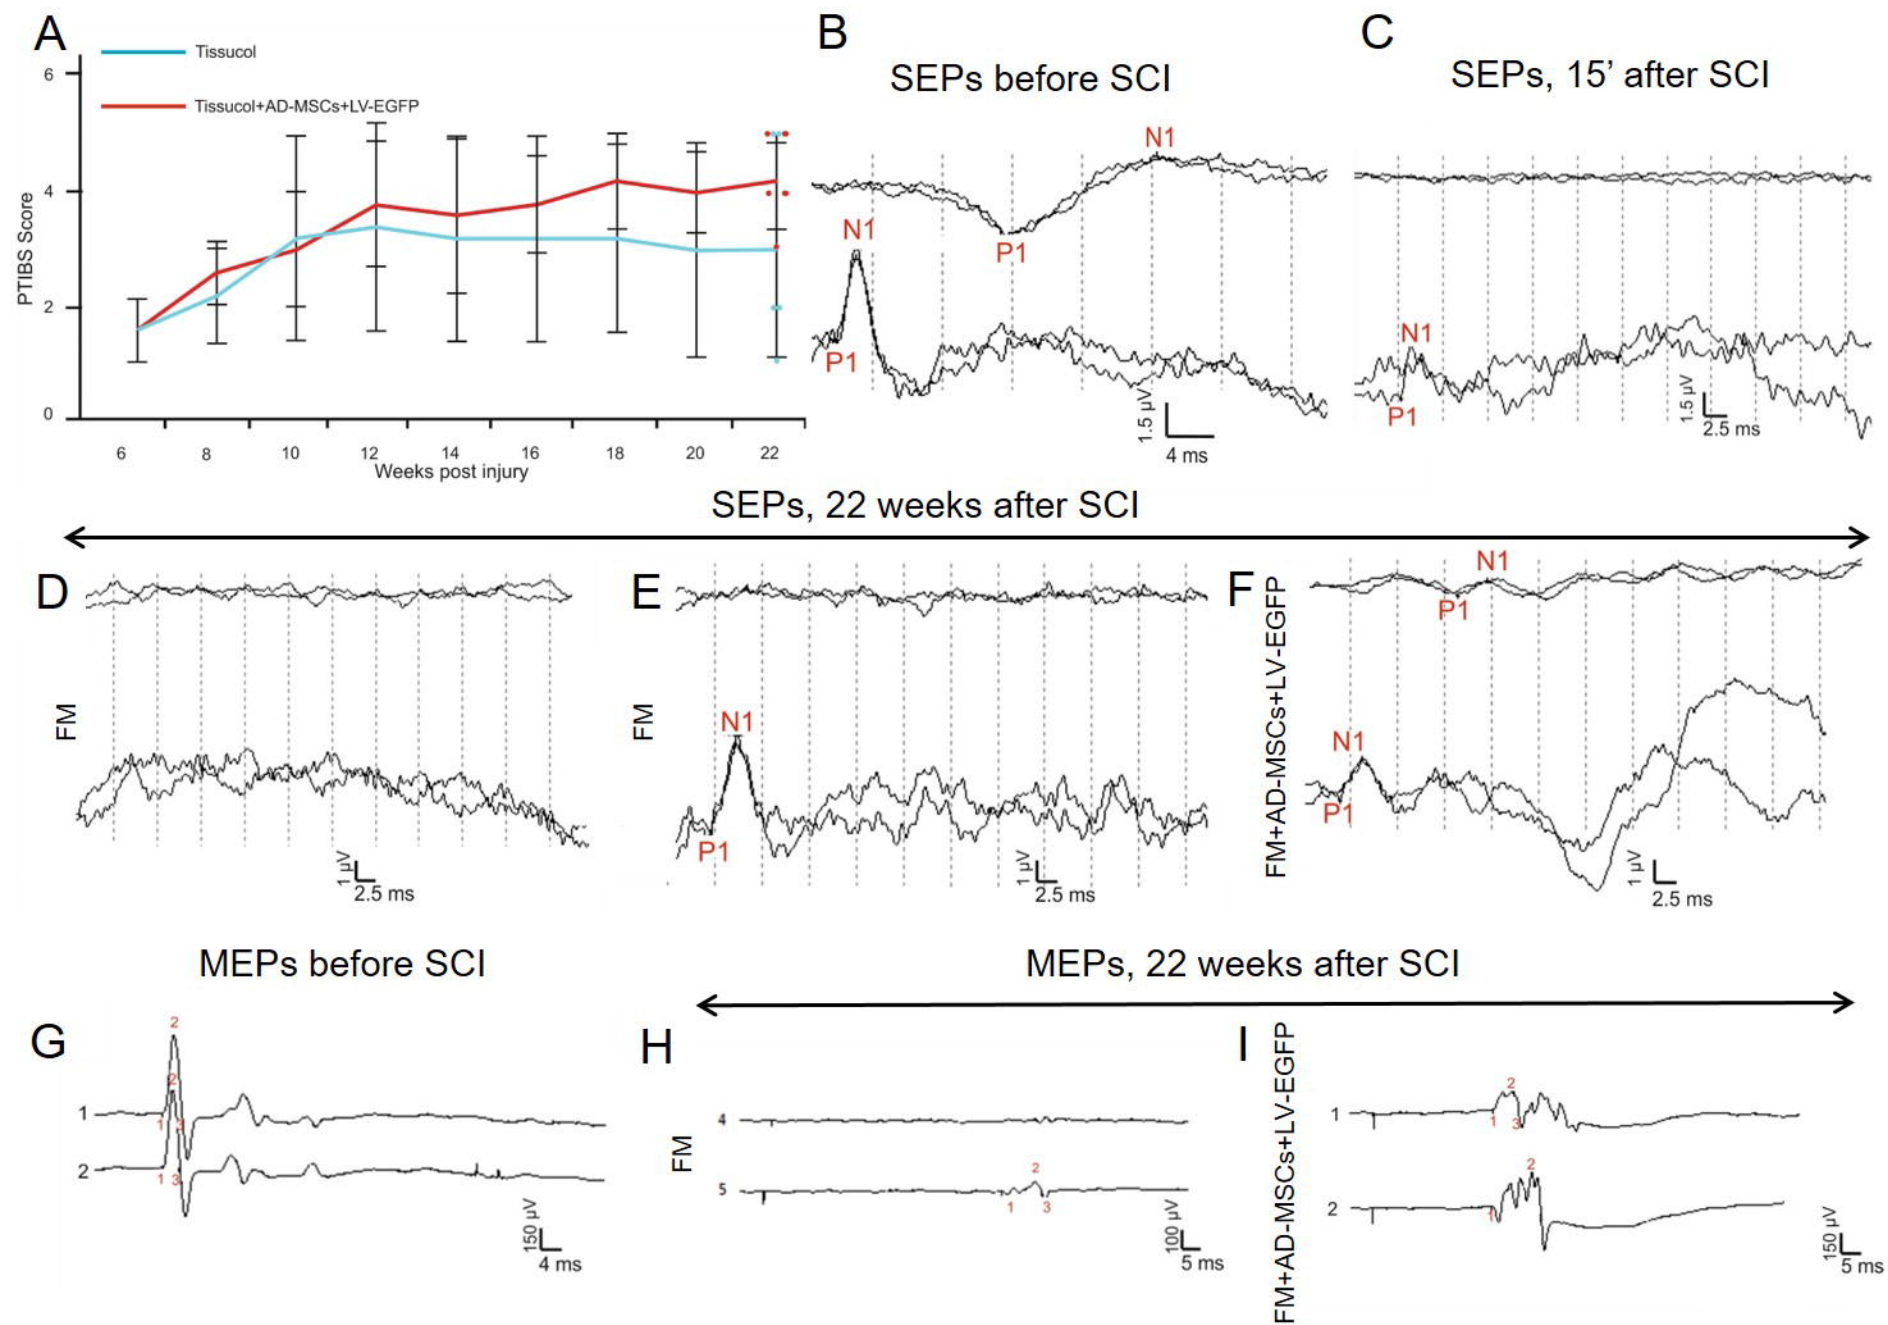 A
Tissucol
Tissucol+AD-MSCs+LV-EGFP
PTIBS Score
6
4
2
0
6 8 10 12 14 16 18 20 22
Weeks post injury
B
SEPs before SCI
N1
P1
N1
P1
1.5 µV
4 ms
C
SEPs, 15’ after SCI
N1
P1
1.5 µV
2.5 ms
SEPs, 22 weeks after SCI
D
FM
1 µV
2.5 ms
E
FM
N1
P1
1 µV
2.5 ms
F
FM+AD-MSCs+LV-EGFP
N1
P1
N1
P1
1 µV
2.5 ms
MEPs before SCI
G
2
2
1
1 3
2
1 3
150 µV
4 ms
MEPs, 22 weeks after SCI
H
FM
4
5
2
1 3
100 µV
5 ms
I
FM+AD-MSCs+LV-EGFP
2
1
1 3
2
2
1
150 µV
5 ms